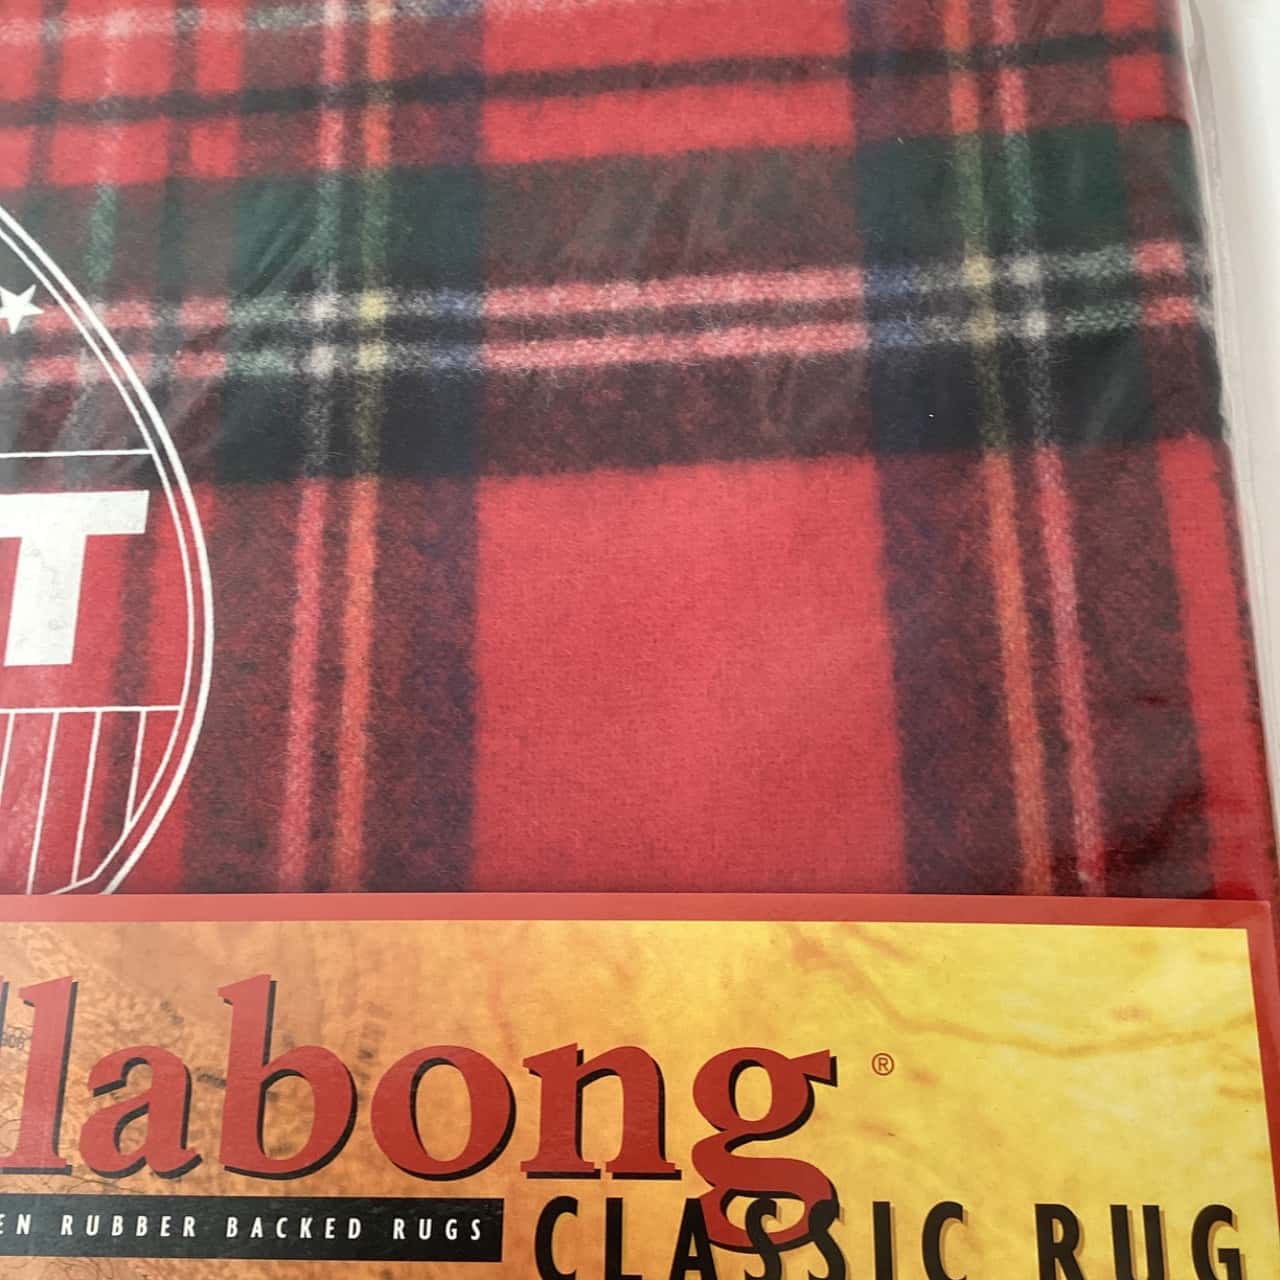 T
llabong ®
EN RUBBER BACKED RUGS
CLASSIC RUG